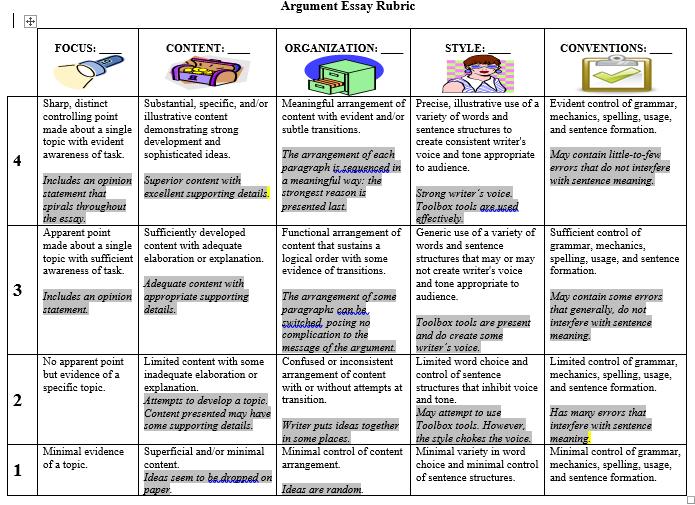 Argument Essay Rubric
FOCUS: ____
CONTENT: ____
ORGANIZATION: ____
STYLE: ____
CONVENTIONS: ____
4
Sharp, distinct
controlling point
made about a single
topic with evident
awareness of task.
Includes an opinion
statement that
spirals throughout
the essay.
Substantial, specific, and/or
illustrative content
demonstrating strong
development and
sophisticated ideas.
Superior content with
excellent supporting details.
Meaningful arrangement of
content with evident and/or
subtle transitions.
The arrangement of each
paragraph is sequenced in
a meaningful way: the
strongest reason is
presented last.
Precise, illustrative use of a
variety of words and
sentence structures to
create consistent writer's
voice and tone appropriate
to audience.
Strong writer's voice.
Toolbox tools are used
effectively.
Evident control of grammar,
mechanics, spelling, usage,
and sentence formation.
May contain little-to-few
errors that do not interfere
with sentence meaning.
3
Apparent point
made about a single
topic with sufficient
awareness of task.
Includes an opinion
statement.
Sufficiently developed
content with adequate
elaboration or explanation.
Adequate content with
appropriate supporting
details.
Functional arrangement of
content that sustains a
logical order with some
evidence of transitions.
The arrangement of some
paragraphs can be
switched, posing no
complication to the
message of the argument.
Generic use of a variety of
words and sentence
structures that may or may
not create writer's voice
and tone appropriate to
audience.
Toolbox tools are present
and do create some
writer's voice.
Sufficient control of
grammar, mechanics,
spelling, usage, and sentence
formation.
May contain some errors
that generally, do not
interfere with sentence
meaning.
2
No apparent point
but evidence of a
specific topic.
Limited content with some
inadequate elaboration or
explanation.
Attempts to develop a topic.
Content presented may have
some supporting details.
Confused or inconsistent
arrangement of content
with or without attempts at
transition.
Writer puts ideas together
in some places.
Limited word choice and
control of sentence
structures that inhibit voice
and tone.
May attempt to use
Toolbox tools. However,
the style chokes the voice.
Limited control of grammar,
mechanics, spelling, usage,
and sentence formation.
Has many errors that
interfere with sentence
meaning.
1
Minimal evidence
of a topic.
Superficial and/or minimal
content.
Ideas seem to be dropped on
paper.
Minimal control of content
arrangement.
Ideas are random.
Minimal variety in word
choice and minimal control
of sentence structures.
Minimal control of grammar,
mechanics, spelling, usage,
and sentence formation.